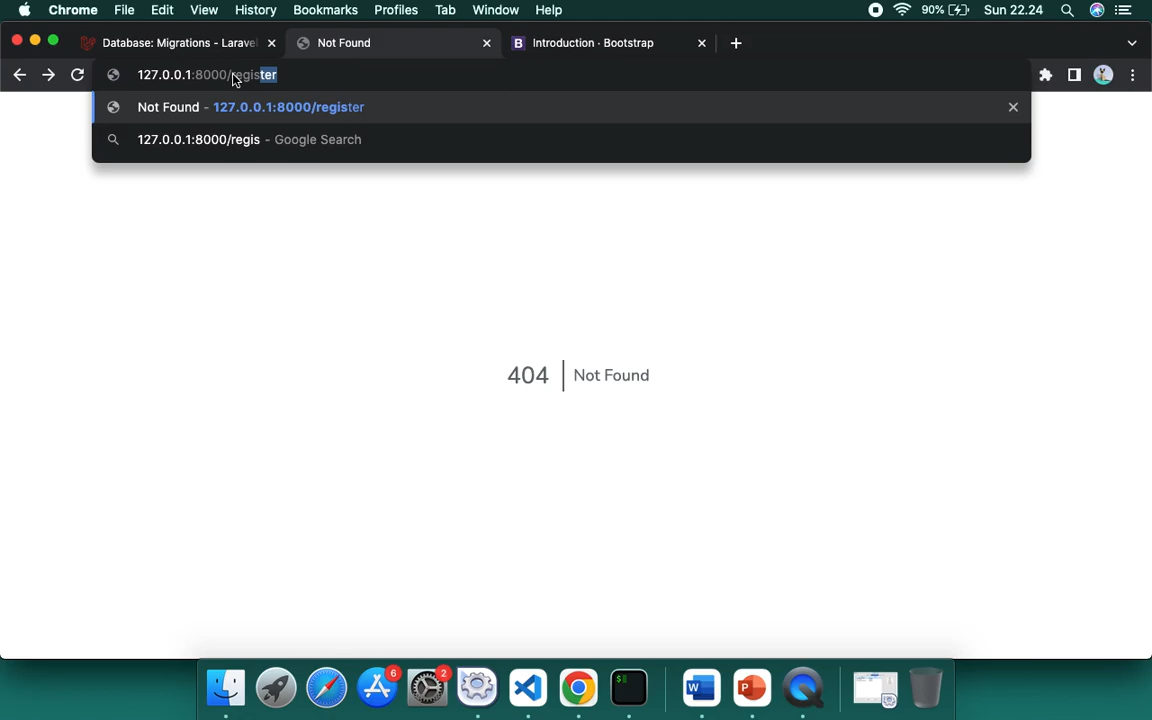 Chrome File Edit View History Bookmarks Profiles Tab Window Help 90% Sun 22.24
Database: Migrations - Laravel Not Found B Introduction · Bootstrap
127.0.0.1:8000/register
Not Found - 127.0.0.1:8000/register
127.0.0.1:8000/regis - Google Search
404 Not Found
6 2 $ W P